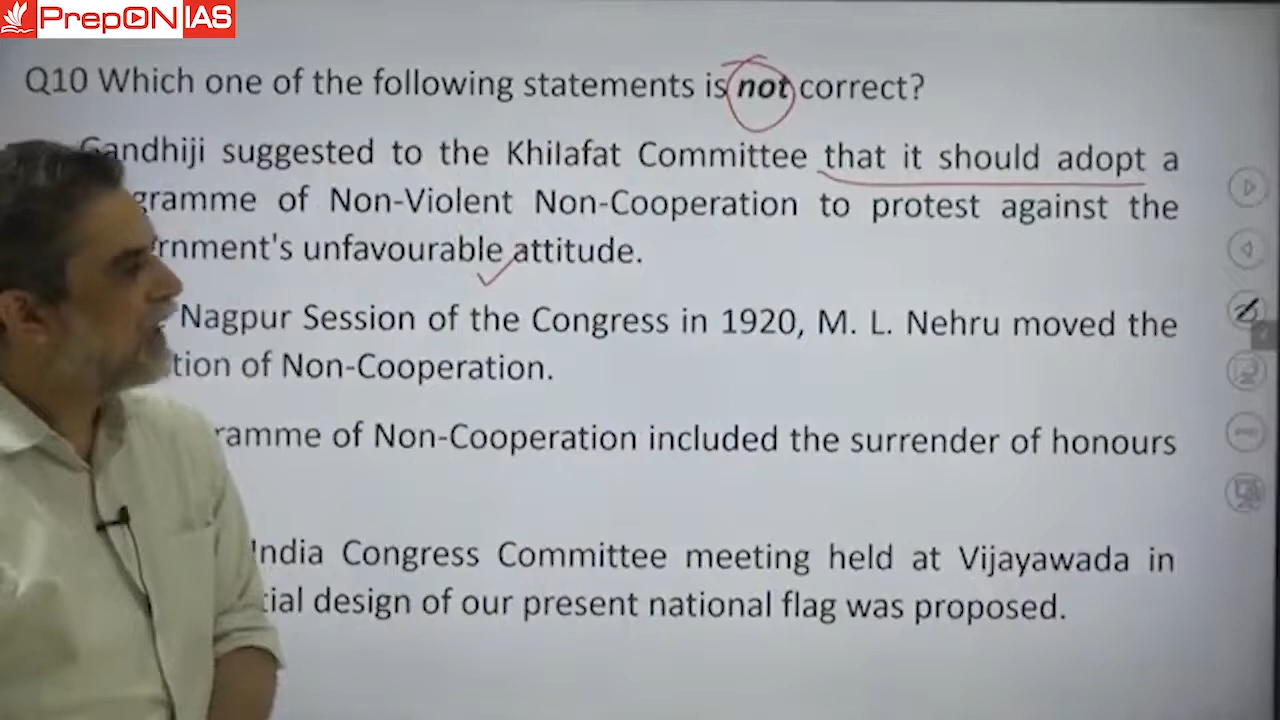 PrepON IAS
Q10 Which one of the following statements is not correct?
Gandhiji suggested to the Khilafat Committee that it should adopt a
gramme of Non-Violent Non-Cooperation to protest against the
rnment's unfavourable attitude.
Nagpur Session of the Congress in 1920, M. L. Nehru moved the
tion of Non-Cooperation.
ramme of Non-Cooperation included the surrender of honours
India Congress Committee meeting held at Vijayawada in
tial design of our present national flag was proposed.